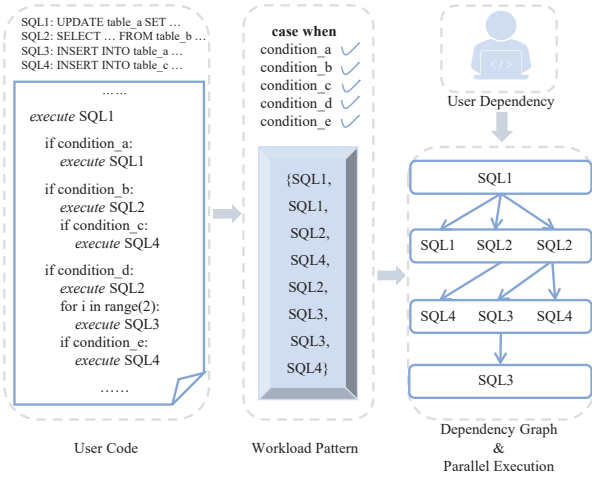 SQL1: UPDATE table_a SET …
SQL2: SELECT … FROM table_b …
SQL3: INSERT INTO table_a …
SQL4: INSERT INTO table_c …
……
execute SQL1
if condition_a:
execute SQL1
if condition_b:
execute SQL2
if condition_c:
execute SQL4
if condition_d:
execute SQL2
for i in range(2):
execute SQL3
if condition_e:
execute SQL4
……
User Code
case when
condition_a
condition_b
condition_c
condition_d
condition_e
{SQL1,
SQL1,
SQL2,
SQL4,
SQL2,
SQL3,
SQL3,
SQL4}
Workload Pattern
</>
User Dependency
SQL1
SQL1 SQL2 SQL2
SQL4 SQL3 SQL4
SQL3
Dependency Graph
&
Parallel Execution